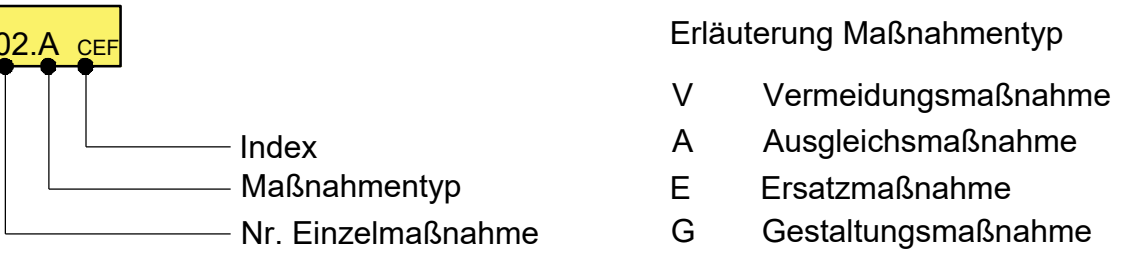 02.A CEF
Index
Maßnahmentyp
Nr. Einzelmaßnahme
Erläuterung Maßnahmentyp
V Vermeidungsmaßnahme
A Ausgleichsmaßnahme
E Ersatzmaßnahme
G Gestaltungsmaßnahme